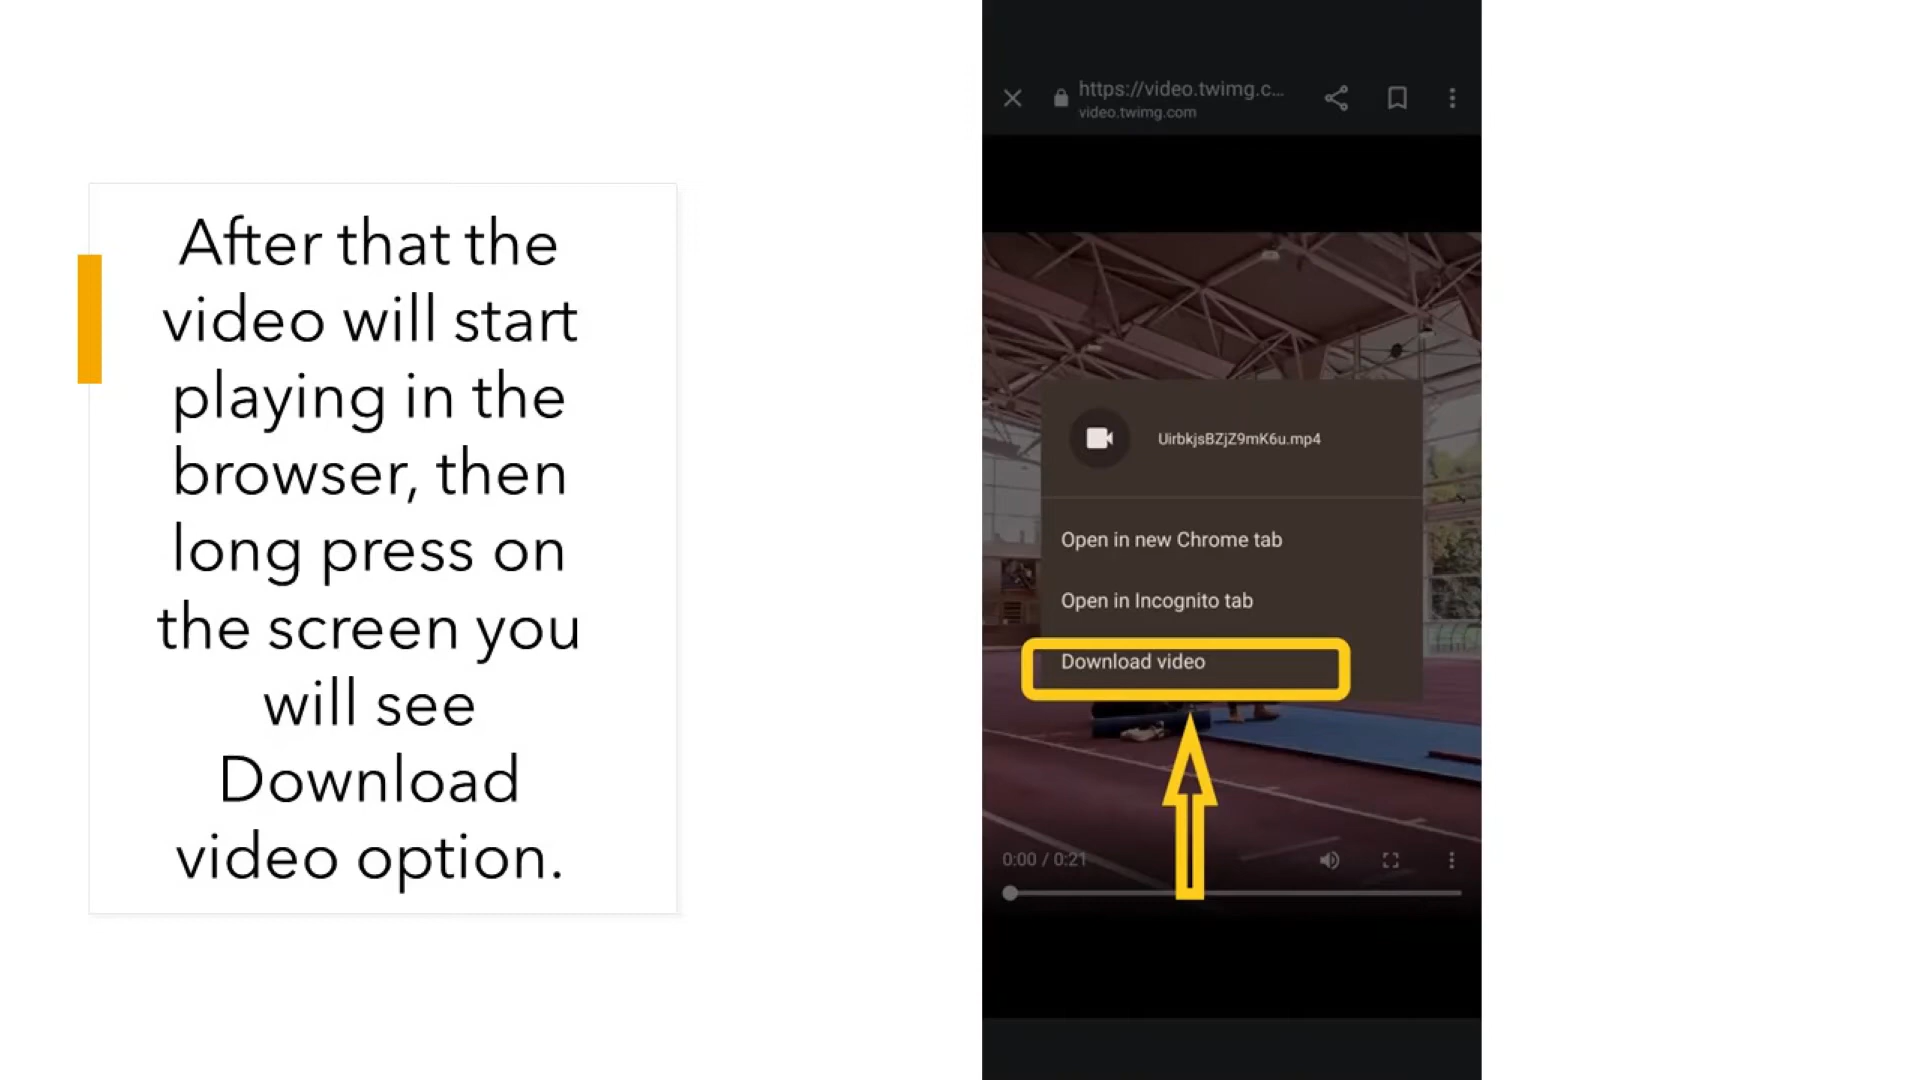 After that the
video will start
playing in the
browser, then
long press on
the screen you
will see
Download
video option.
https://video.twimg.c...
video.twimg.com
UirbkjsBZjZ9mK6u.mp4
Open in new Chrome tab
Open in Incognito tab
Download video
0:00 / 0:21